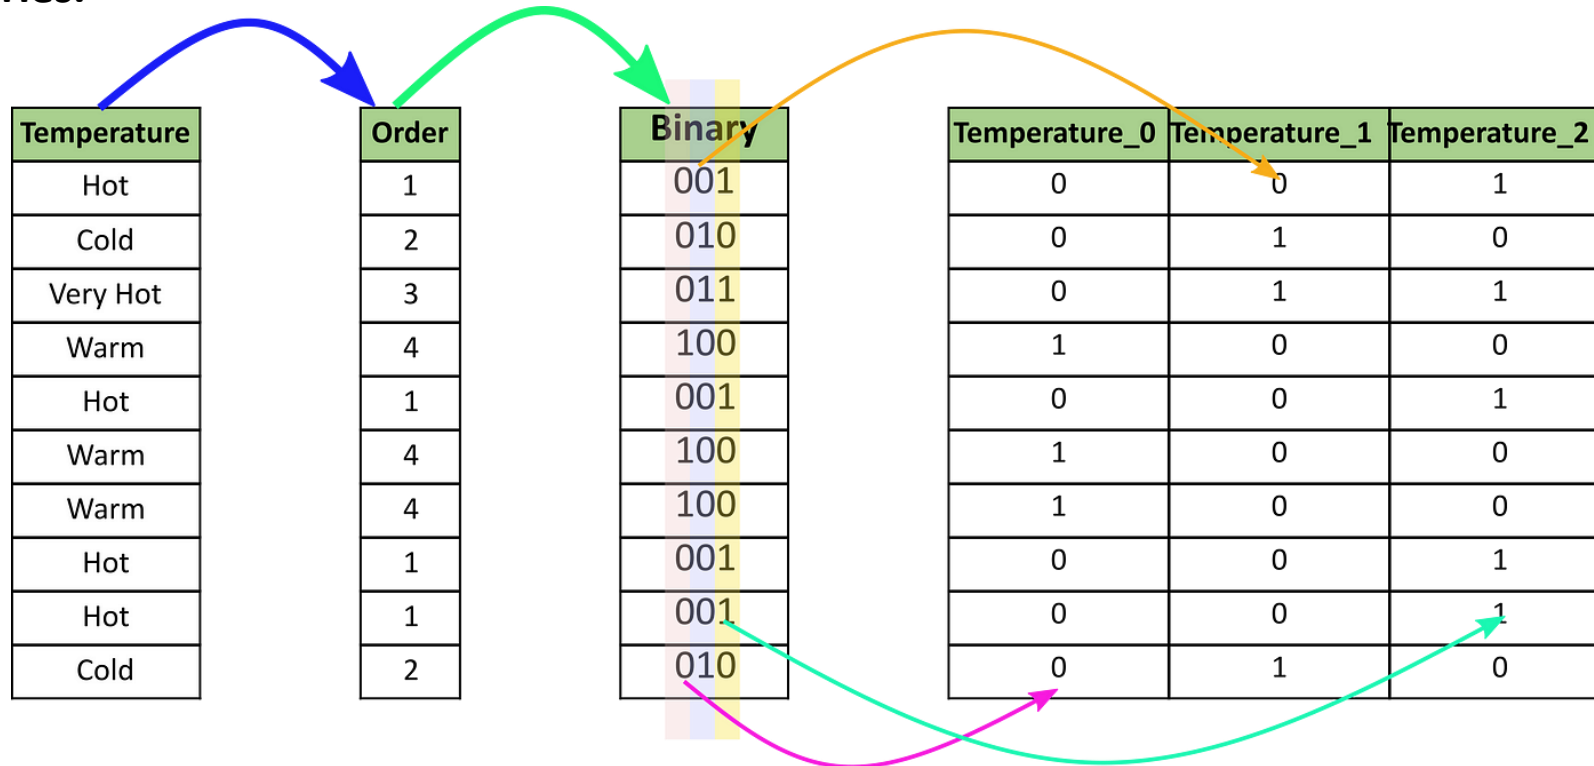 Temperature Order Binary Temperature_0 Temperature_1 Temperature_2
Hot 1 001 0 0 1
Cold 2 010 0 1 0
Very Hot 3 011 0 1 1
Warm 4 100 1 0 0
Hot 1 001 0 0 1
Warm 4 100 1 0 0
Warm 4 100 1 0 0
Hot 1 001 0 0 1
Hot 1 001 0 0 1
Cold 2 010 0 1 0